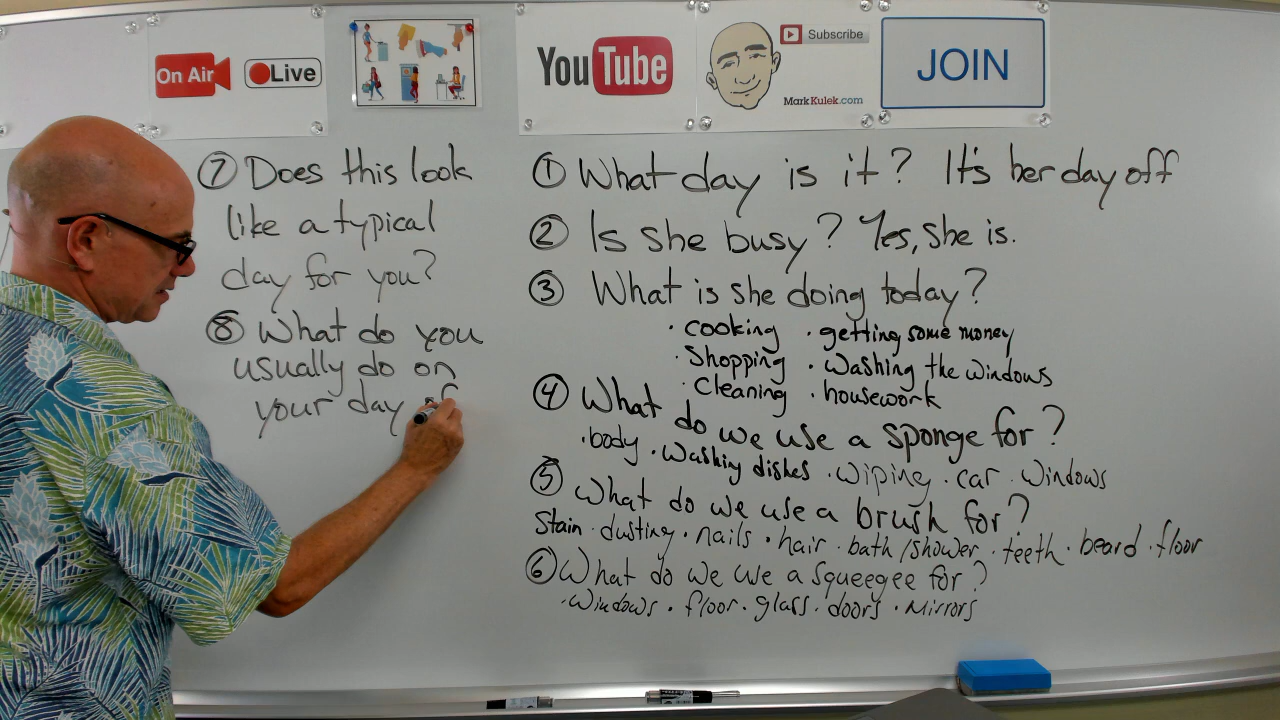 On Air
Live
YouTube
Subscribe
MarkKulek.com
JOIN
① What day is it? It's her day off
② Is she busy? Yes, she is.
③ What is she doing today?
· cooking · getting some money
· Shopping · Washing the windows
· Cleaning · housework
④ What do we use a sponge for?
· body · Washing dishes · wiping · car · windows
⑤ What do we use a brush for?
Stain · dusting · nails · hair · bath/shower · teeth · beard · floor
⑥ What do we use a squeegee for?
· windows · floor · glass · doors · mirrors
⑦ Does this look
like a typical
day for you?
⑧ What do you
usually do on
your day